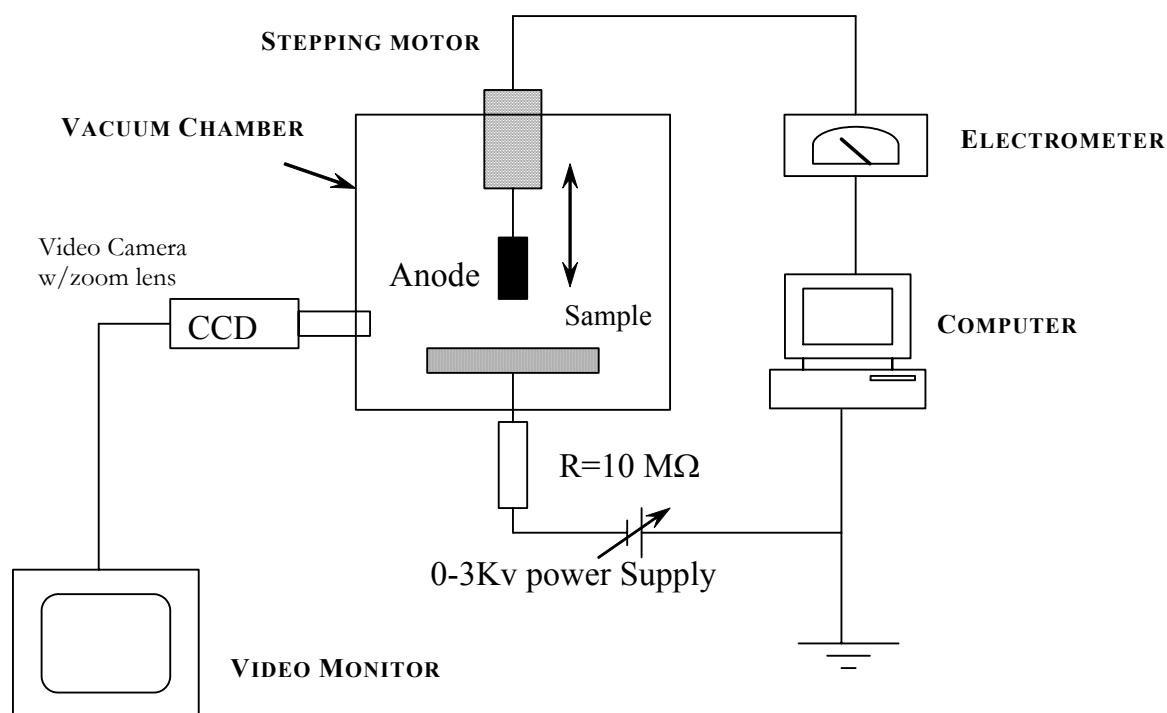 STEPPING MOTOR
VACUUM CHAMBER
ELECTROMETER
Video Camera
w/zoom lens
Anode
Sample
CCD
COMPUTER
R=10 MΩ
0-3Kv power Supply
VIDEO MONITOR